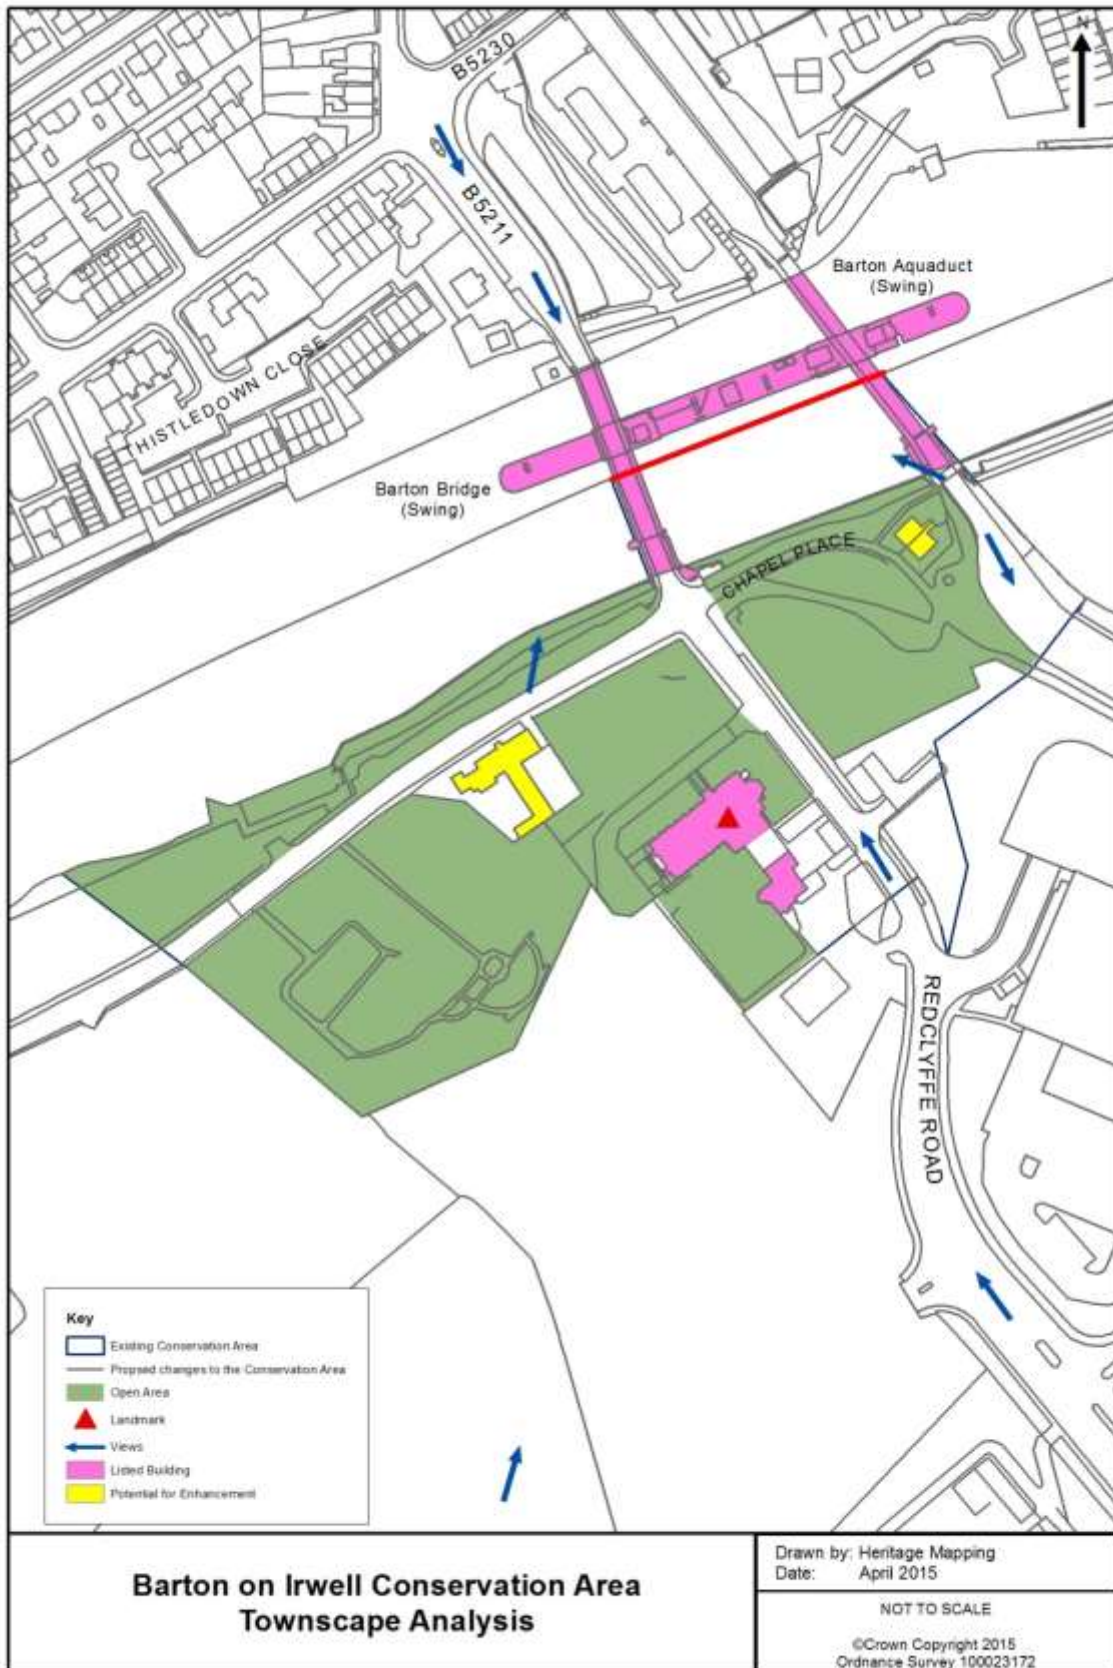 N
B5230
B5211
Barton Aquaduct
(Swing)
THISTLEDOWN CLOSE
Barton Bridge
(Swing)
CHAPEL PLACE
REDCLYFFE ROAD
Key
Existing Conservation Area
Propsed changes to the Conservation Area
Open Area
Landmark
Views
Listed Building
Potential for Enhancement
Barton on Irwell Conservation Area
Townscape Analysis
Drawn by: Heritage Mapping
Date: April 2015
NOT TO SCALE
©Crown Copyright 2015
Ordnance Survey 100023172